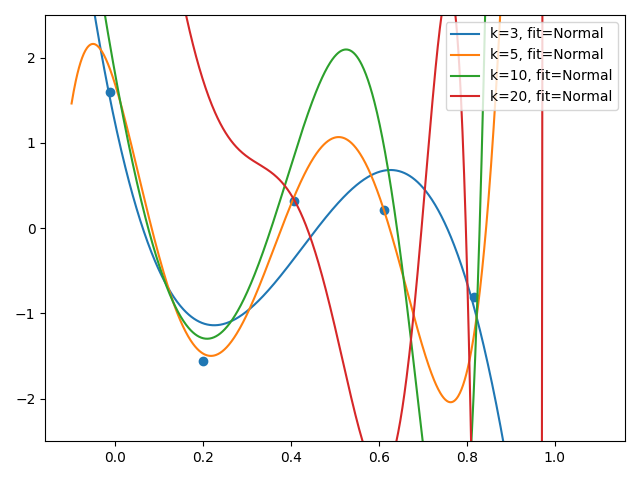 k=3, fit=Normal
k=5, fit=Normal
k=10, fit=Normal
k=20, fit=Normal
2
1
0
−1
−2
0.0 0.2 0.4 0.6 0.8 1.0